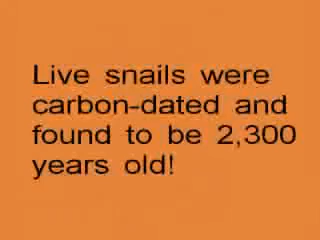 Live snails were
carbon-dated and
found to be 2,300
years old!